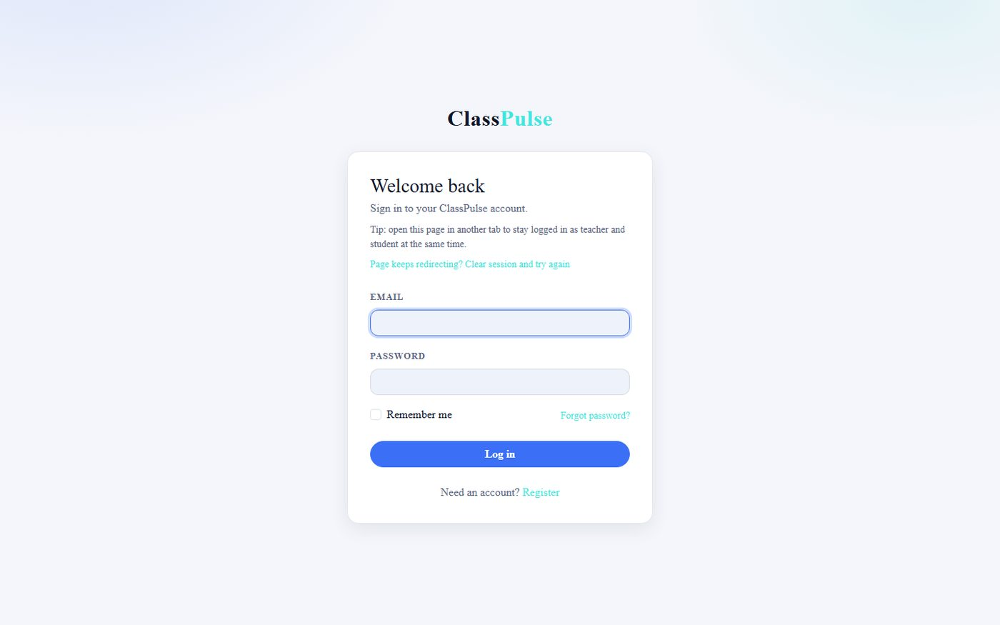 ClassPulse
Welcome back
Sign in to your ClassPulse account.
Tip: open this page in another tab to stay logged in as teacher and
student at the same time.
Page keeps redirecting? Clear session and try again
EMAIL
PASSWORD
Remember me
Forgot password?
Log in
Need an account? Register